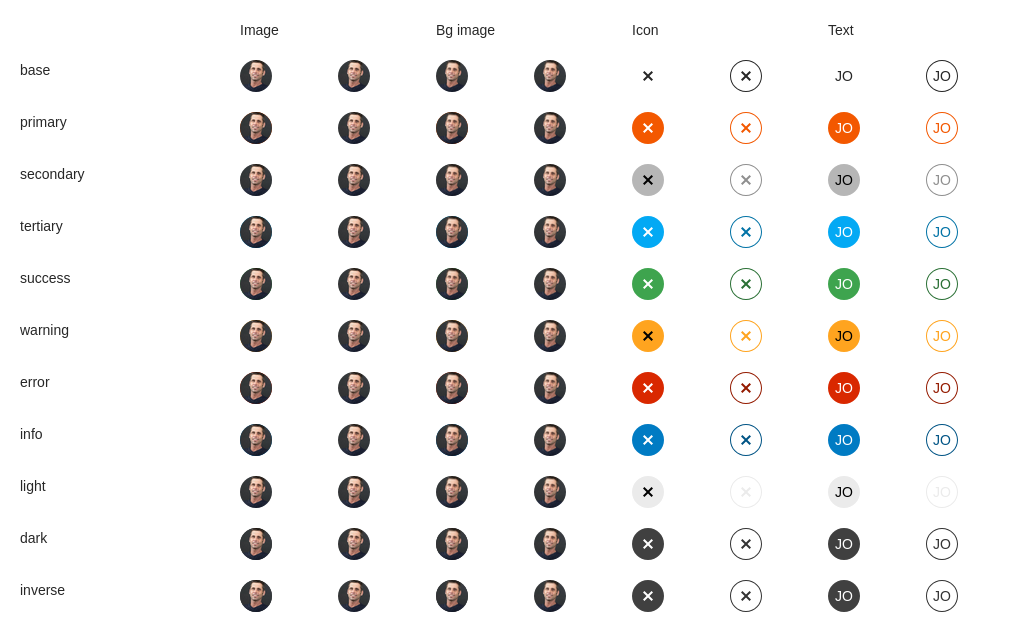 Image Bg image Icon Text
base JO JO
primary JO JO
secondary JO JO
tertiary JO JO
success JO JO
warning JO JO
error JO JO
info JO JO
light JO JO
dark JO JO
inverse JO JO